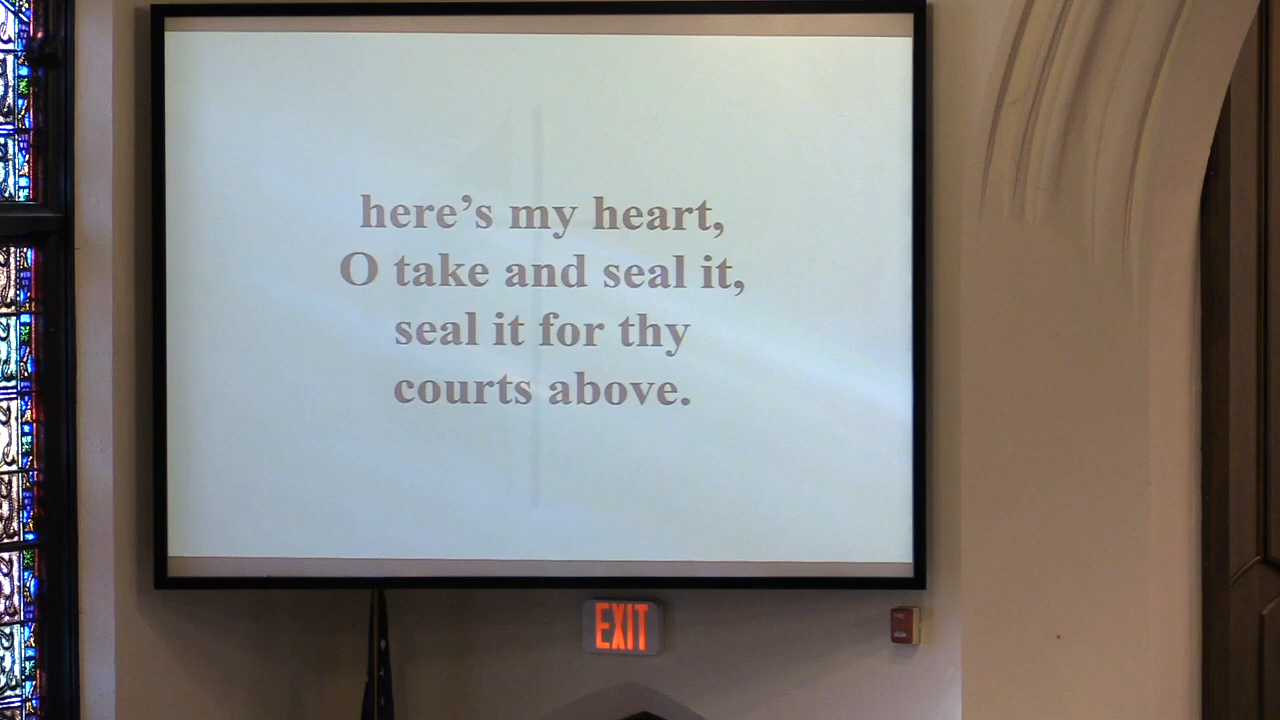 here's my heart,
O take and seal it,
seal it for thy
courts above.
EXIT